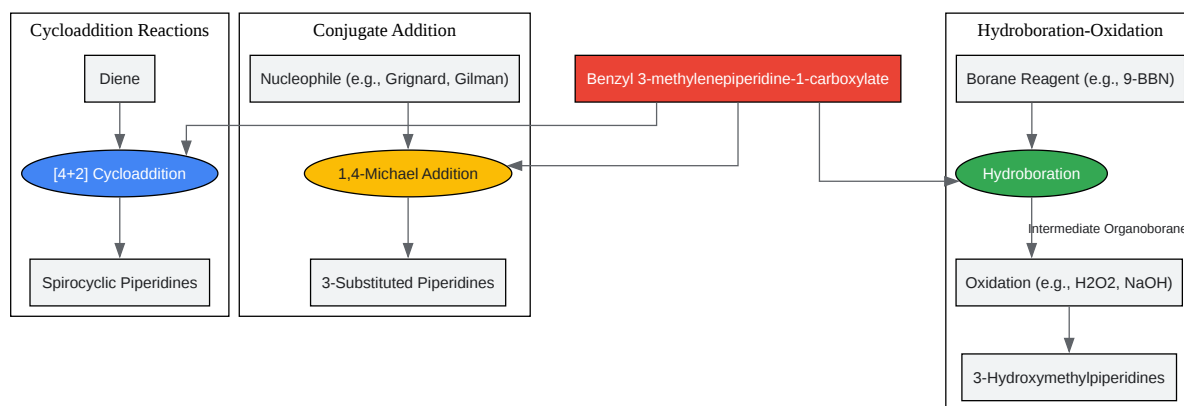 Cycloaddition Reactions
Conjugate Addition
Hydroboration-Oxidation
Diene
Nucleophile (e.g., Grignard, Gilman)
Benzyl 3-methylenepiperidine-1-carboxylate
Borane Reagent (e.g., 9-BBN)
[4+2] Cycloaddition
1,4-Michael Addition
Hydroboration
Intermediate Organoborane
Spirocyclic Piperidines
3-Substituted Piperidines
Oxidation (e.g., H2O2, NaOH)
3-Hydroxymethylpiperidines